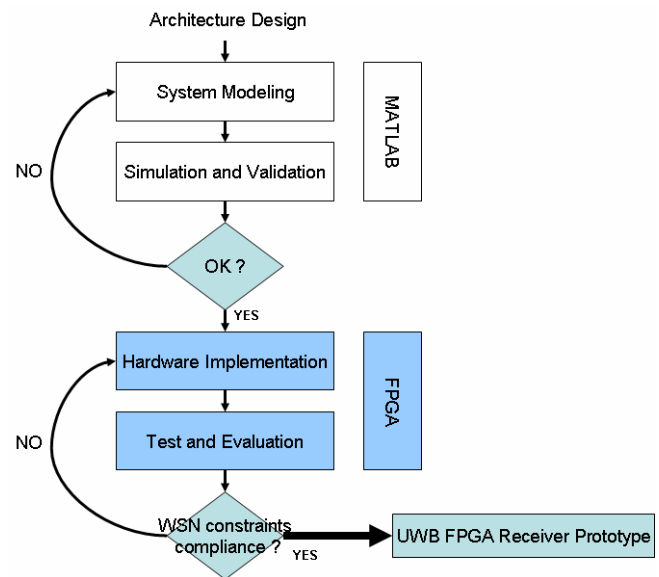 Architecture Design
System Modeling
MATLAB
Simulation and Validation
NO
OK ?
YES
Hardware Implementation
FPGA
Test and Evaluation
NO
WSN constraints
compliance ?
YES
UWB FPGA Receiver Prototype